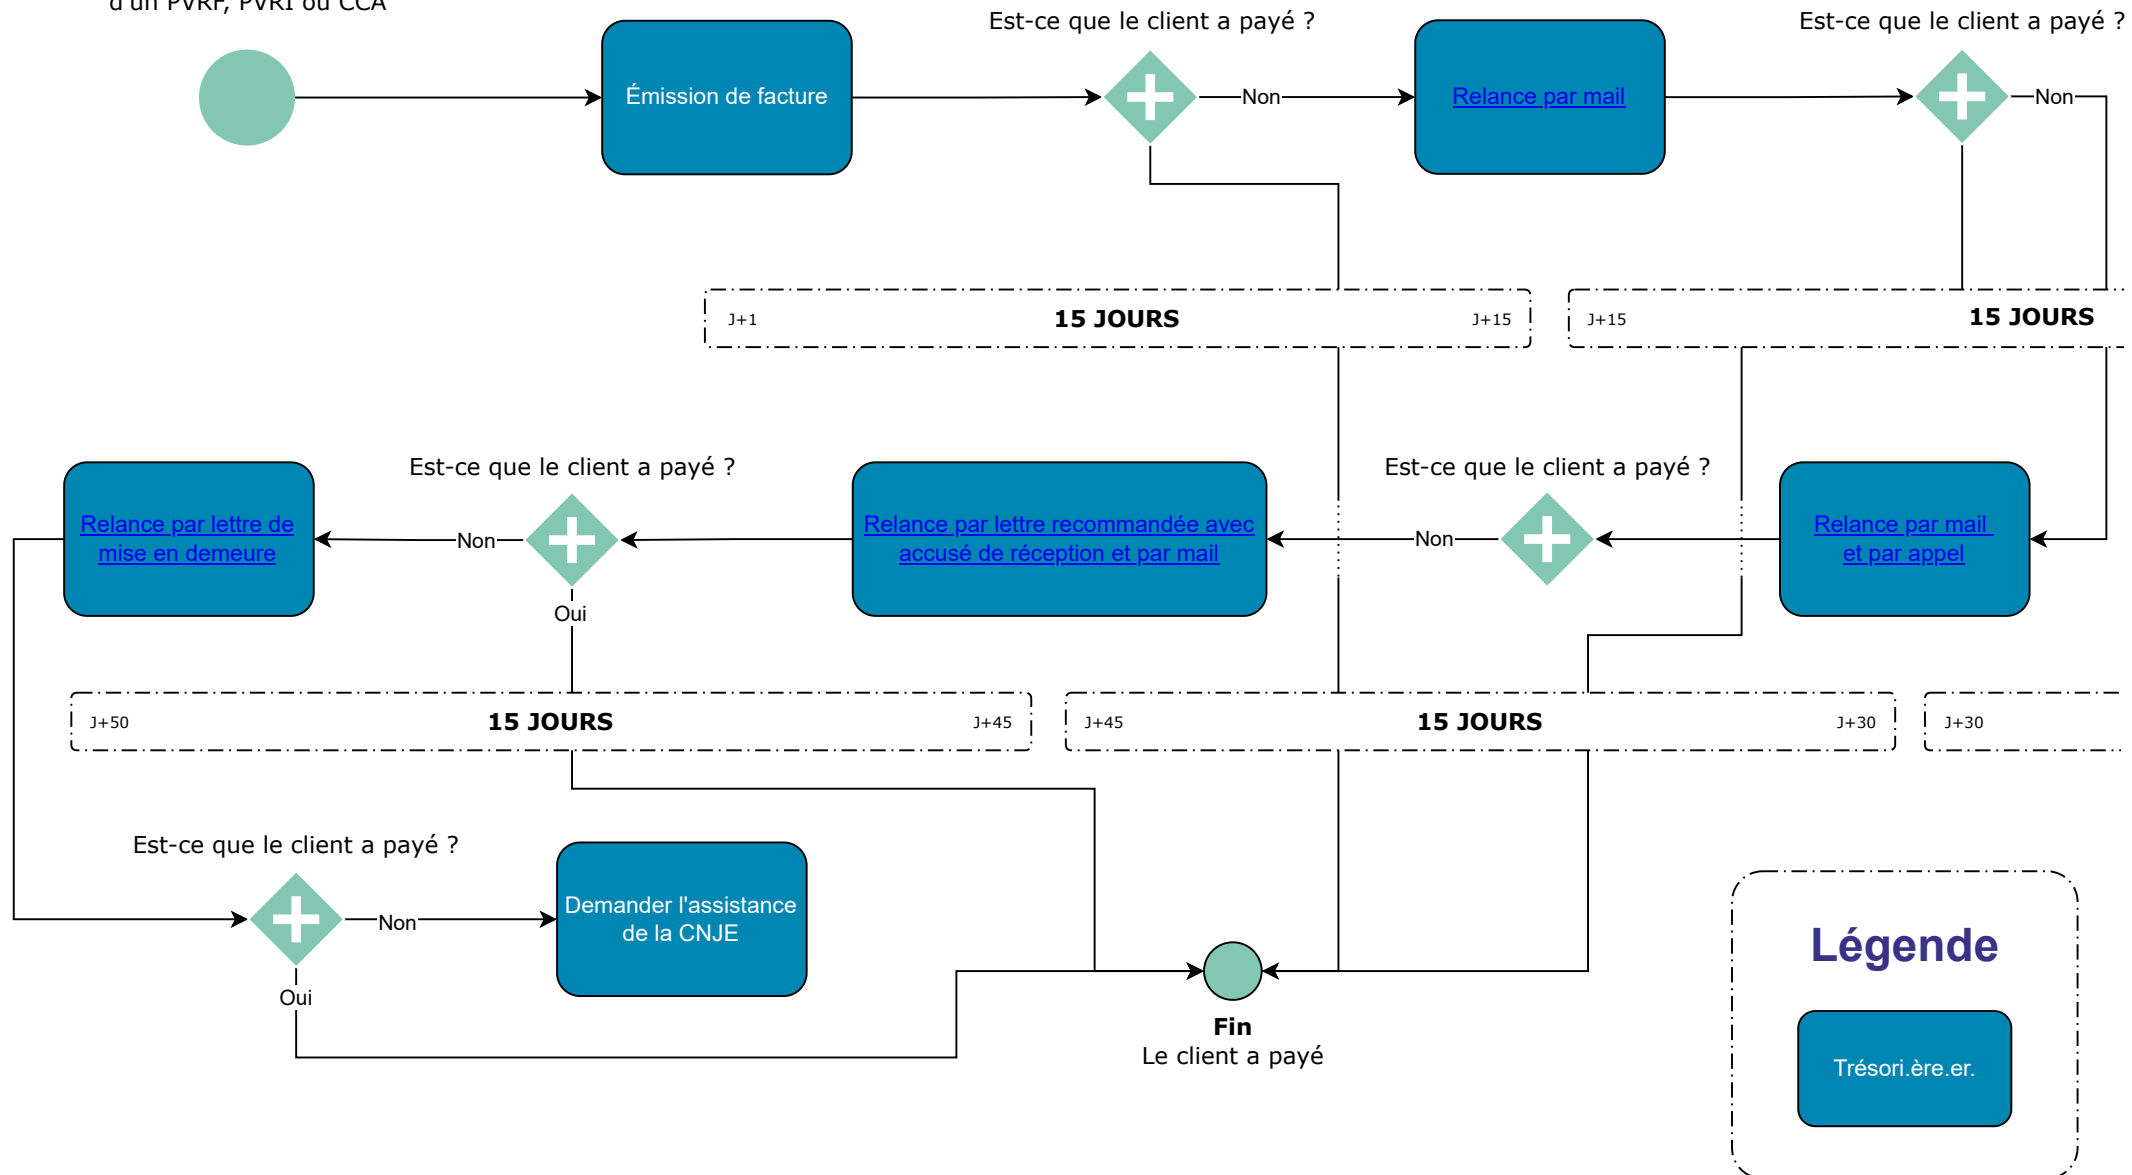 d'un PVRF, PVRI ou CCA
Est-ce que le client a payé ?
Est-ce que le client a payé ?
Émission de facture
Non
Relance par mail
Non
J+1
15 JOURS
J+15
J+15
15 JOURS
Relance par lettre de
mise en demeure
Non
Est-ce que le client a payé ?
Oui
Relance par lettre recommandée avec
accusé de réception et par mail
Non
Est-ce que le client a payé ?
Relance par mail
et par appel
J+50
15 JOURS
J+45
J+45
15 JOURS
J+30
J+30
Est-ce que le client a payé ?
Non
Oui
Demander l'assistance
de la CNJE
Fin
Le client a payé
Légende
Trésori.ère.er.